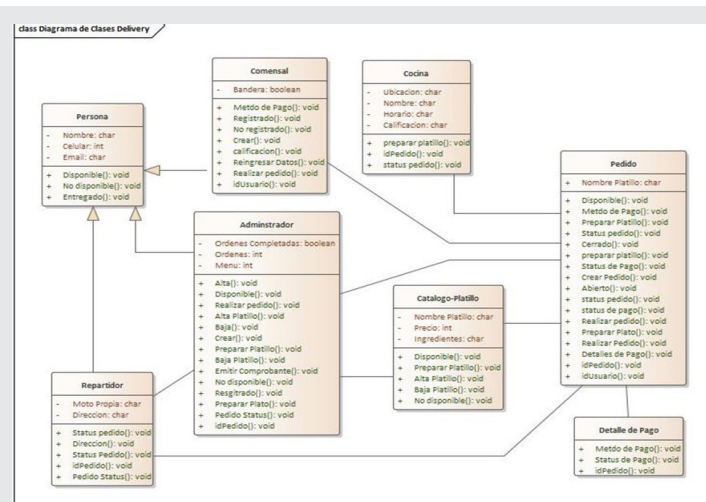 class Diagrama de Clases Delivery
Comensal
- Bandera: boolean
+ Metdo de Pago(): void
+ Registrado(): void
+ No registrado(): void
+ Crear(): void
+ calificacion(): void
+ Reingresar Datos(): void
+ Realizar pedido(): void
+ idUsuario(): void
Cocina
- Ubicacion: char
- Nombre: char
- Horario: char
- Calificacion: char
+ preparar platillo(): void
+ idPedido(): void
+ status pedido(): void
Persona
- Nombre: char
- Celular: int
- Email: char
+ Disponible(): void
+ No disponible(): void
+ Entregado(): void
Pedido
+ Nombre Platillo: char
+ Disponible(): void
+ Metdo de Pago(): void
+ Preparar Platillo(): void
+ Status pedido(): void
+ Cerrado(): void
+ preparar platillo(): void
+ Status de Pago(): void
+ Crear Pedido(): void
+ Abierto(): void
+ status pedido(): void
+ status de pago(): void
+ Realizar pedido(): void
+ Preparar Plato(): void
+ Realizar Pedido(): void
+ Detalles de Pago(): void
+ idPedido(): void
+ idUsuario(): void
Adminstrador
- Ordenes Completadas: boolean
- Ordenes: int
- Menu: int
+ Alta(): void
+ Disponible(): void
+ Realizar pedido(): void
+ Alta Platillo(): void
+ Baja(): void
+ Crear(): void
+ Preparar Platillo(): void
+ Baja Platillo(): void
+ Emitir Comprobante(): void
+ No disponible(): void
+ Resgitrado(): void
+ Preparar Plato(): void
+ Pedido Status(): void
+ idPedido(): void
Catalogo-Platillo
- Nombre Platillo: char
- Precio: int
- Ingredientes: char
+ Disponible(): void
+ Preparar Platillo(): void
+ Alta Platillo(): void
+ Baja Platillo(): void
+ No disponible(): void
Repartidor
- Moto Propia: char
- Direccion: char
+ Status pedido(): void
+ Direccion(): void
+ Status Pedido(): void
+ idPedido(): void
+ Pedido Status(): void
Detalle de Pago
+ Metdo de Pago(): void
+ Status de Pago(): void
+ idPedido(): void